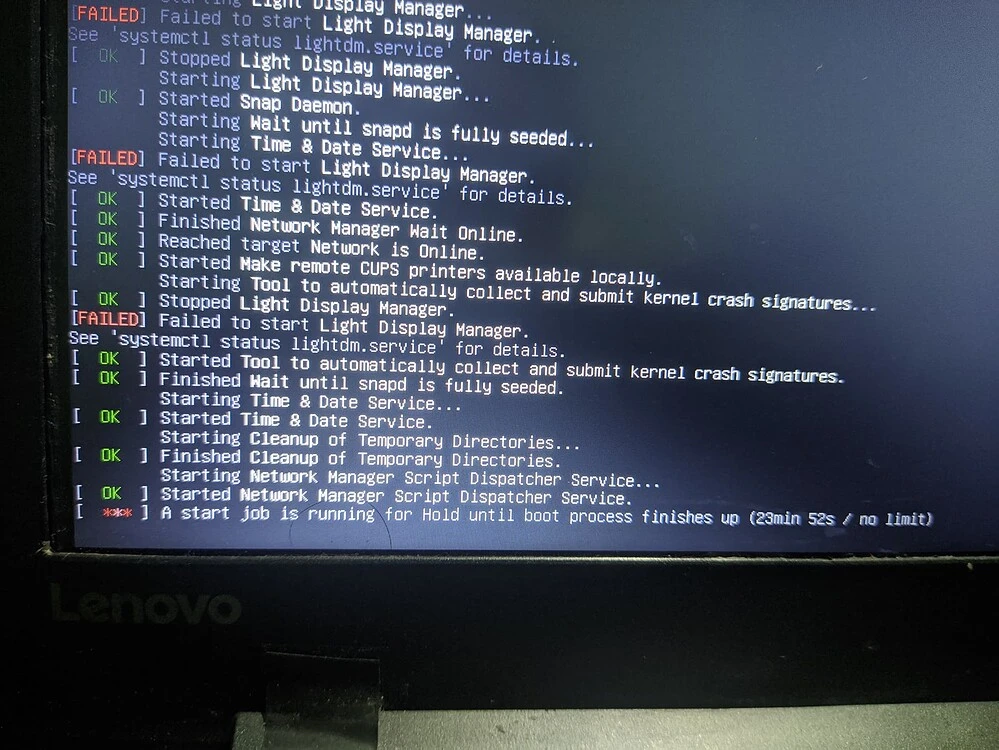 Starting Light Display Manager...
[FAILED] Failed to start Light Display Manager.
See 'systemctl status lightdm.service' for details.
[  OK  ] Stopped Light Display Manager.
Starting Light Display Manager...
[  OK  ] Started Snap Daemon.
Starting Wait until snapd is fully seeded...
Starting Time & Date Service...
[FAILED] Failed to start Light Display Manager.
See 'systemctl status lightdm.service' for details.
[  OK  ] Started Time & Date Service.
[  OK  ] Finished Network Manager Wait Online.
[  OK  ] Reached target Network is Online.
[  OK  ] Started Make remote CUPS printers available locally.
Starting Tool to automatically collect and submit kernel crash signatures...
[  OK  ] Stopped Light Display Manager.
[FAILED] Failed to start Light Display Manager.
See 'systemctl status lightdm.service' for details.
[  OK  ] Started Tool to automatically collect and submit kernel crash signatures.
[  OK  ] Finished Wait until snapd is fully seeded.
Starting Time & Date Service...
[  OK  ] Started Time & Date Service.
Starting Cleanup of Temporary Directories...
[  OK  ] Finished Cleanup of Temporary Directories.
Starting Network Manager Script Dispatcher Service...
[  OK  ] Started Network Manager Script Dispatcher Service.
[  *** ] A start job is running for Hold until boot process finishes up (23min 52s / no limit)
Lenovo